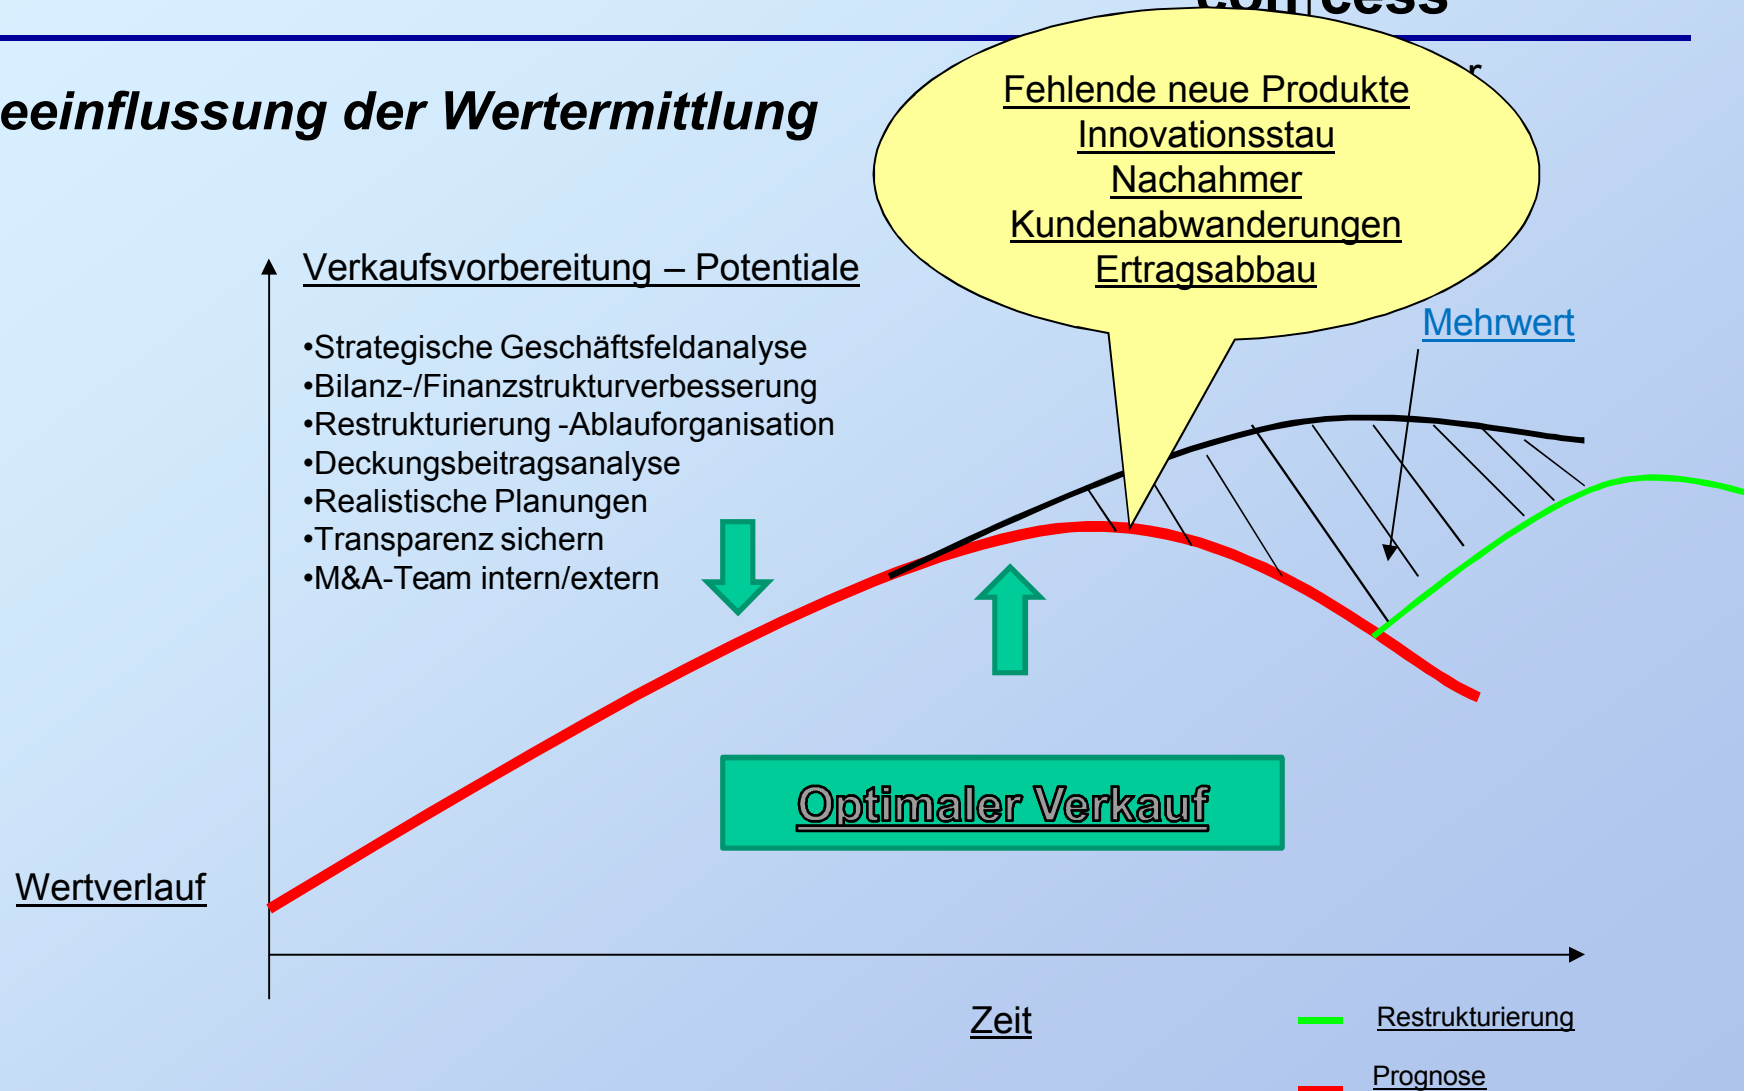 eeinflussung der Wertermittlung
Fehlende neue Produkte
Innovationsstau
Nachahmer
Kundenabwanderungen
Ertragsabbau
Verkaufsvorbereitung – Potentiale
•Strategische Geschäftsfeldanalyse
•Bilanz-/Finanzstrukturverbesserung
•Restrukturierung -Ablauforganisation
•Deckungsbeitragsanalyse
•Realistische Planungen
•Transparenz sichern
•M&A-Team intern/extern
Mehrwert
Optimaler Verkauf
Wertverlauf
Zeit
Restrukturierung
Prognose